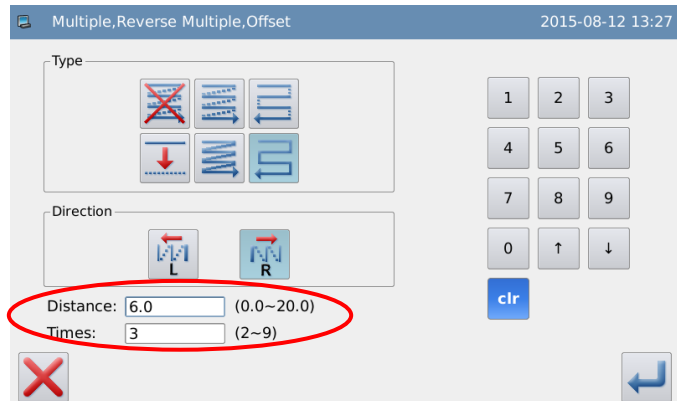 Multiple,Reverse Multiple,Offset 2015-08-12 13:27
Type
1 2 3
4 5 6
7 8 9
Direction
0 ↑ ↓
L R
clr
Distance: 6.0 (0.0~20.0)
Times: 3 (2~9)